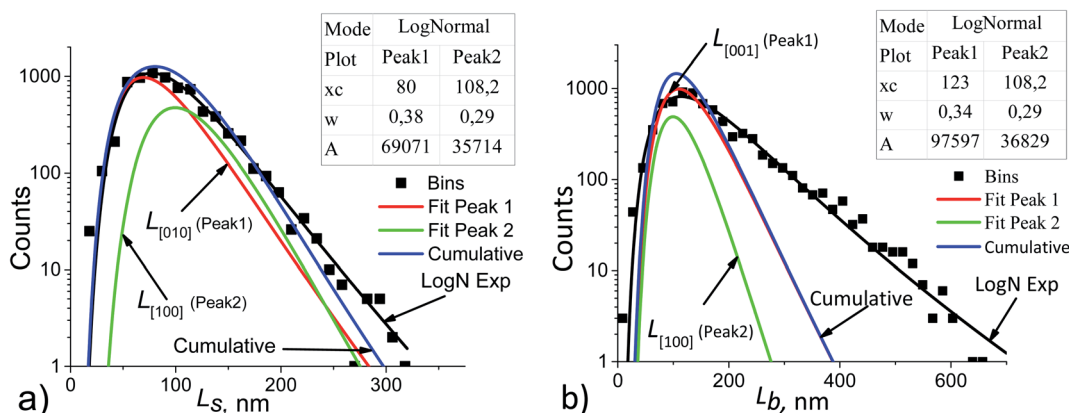 Mode LogNormal
Plot Peak1 Peak2
xc 80 108,2
w 0,38 0,29
A 69071 35714
Bins
Fit Peak 1
Fit Peak 2
Cumulative
LogN Exp
L[010] (Peak1)
L[100] (Peak2)
Cumulative
Counts
1000
100
10
1
0 100 200 300
Ls, nm
a)
Mode LogNormal
Plot Peak1 Peak2
xc 123 108,2
w 0,34 0,29
A 97597 36829
L[001] (Peak1)
Bins
Fit Peak 1
Fit Peak 2
Cumulative
Cumulative
LogN Exp
L[100] (Peak2)
Counts
1000
100
10
1
0 200 400 600
Lb, nm
b)